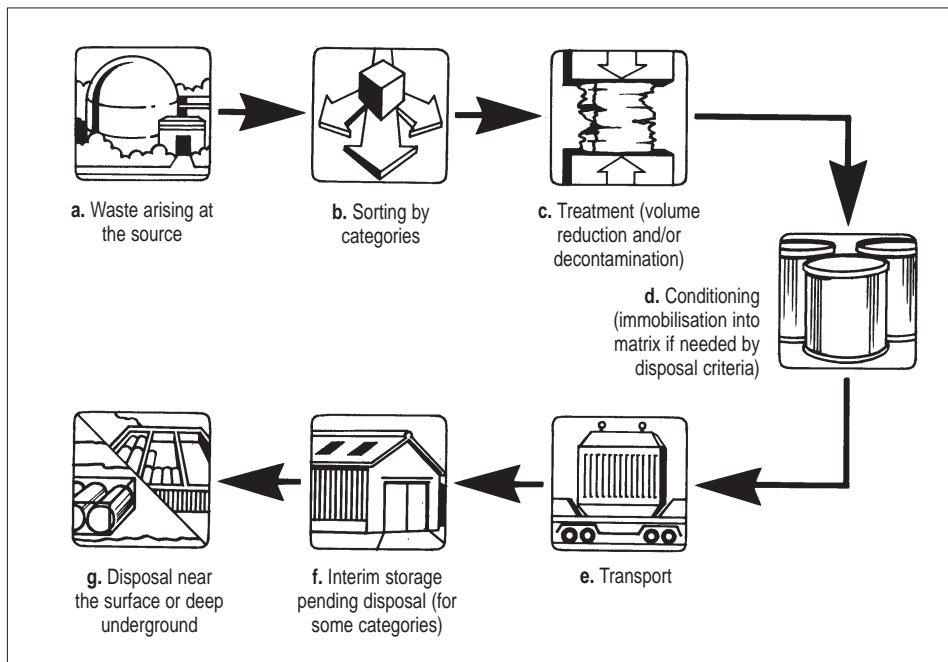 a. Waste arising at
the source
b. Sorting by
categories
c. Treatment (volume
reduction and/or
decontamination)
d. Conditioning
(immobilisation into
matrix if needed by
disposal criteria)
e. Transport
f. Interim storage
pending disposal (for
some categories)
g. Disposal near
the surface or deep
underground